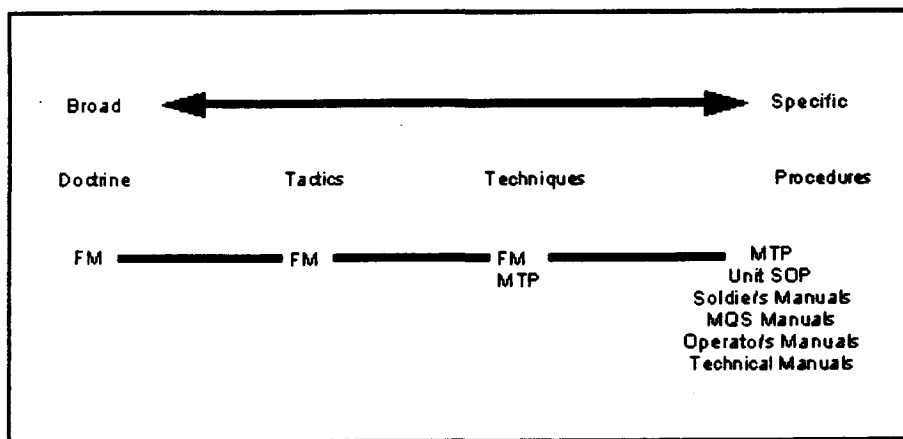 Broad Specific
Doctrine Tactics Techniques Procedures
FM FM FM MTP
MTP Unit SOP
Soldier's Manuals
MQS Manuals
Operator's Manuals
Technical Manuals